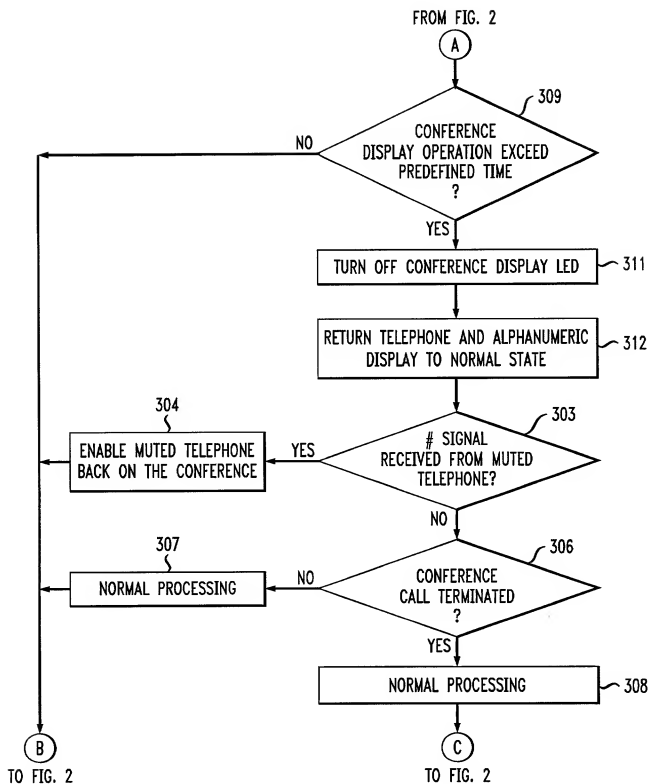 FROM FIG. 2
A
309
CONFERENCE
DISPLAY OPERATION EXCEED
PREDEFINED TIME
?
NO
YES
TURN OFF CONFERENCE DISPLAY LED
311
RETURN TELEPHONE AND ALPHANUMERIC
DISPLAY TO NORMAL STATE
312
304
ENABLE MUTED TELEPHONE
BACK ON THE CONFERENCE
YES
303
# SIGNAL
RECEIVED FROM MUTED
TELEPHONE?
NO
307
NORMAL PROCESSING
NO
306
CONFERENCE
CALL TERMINATED
?
YES
NORMAL PROCESSING
308
B
TO FIG. 2
C
TO FIG. 2